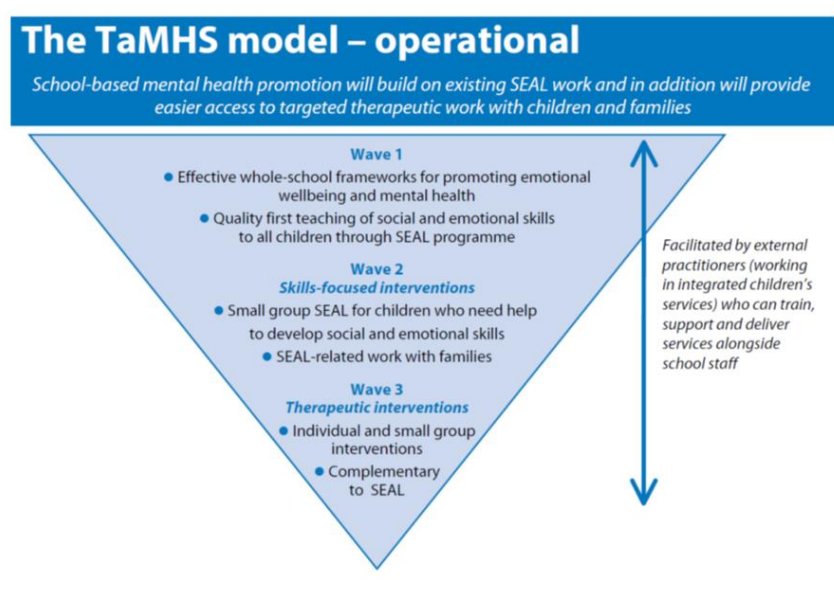 The TaMHS model – operational
School-based mental health promotion will build on existing SEAL work and in addition will provide
easier access to targeted therapeutic work with children and families
Wave 1
● Effective whole-school frameworks for promoting emotional
wellbeing and mental health
● Quality first teaching of social and emotional skills
to all children through SEAL programme
Wave 2
Skills-focused interventions
● Small group SEAL for children who need help
to develop social and emotional skills
● SEAL-related work with families
Wave 3
Therapeutic interventions
● Individual and small group
interventions
● Complementary
to SEAL
Facilitated by external
practitioners (working
in integrated children's
services) who can train,
support and deliver
services alongside
school staff